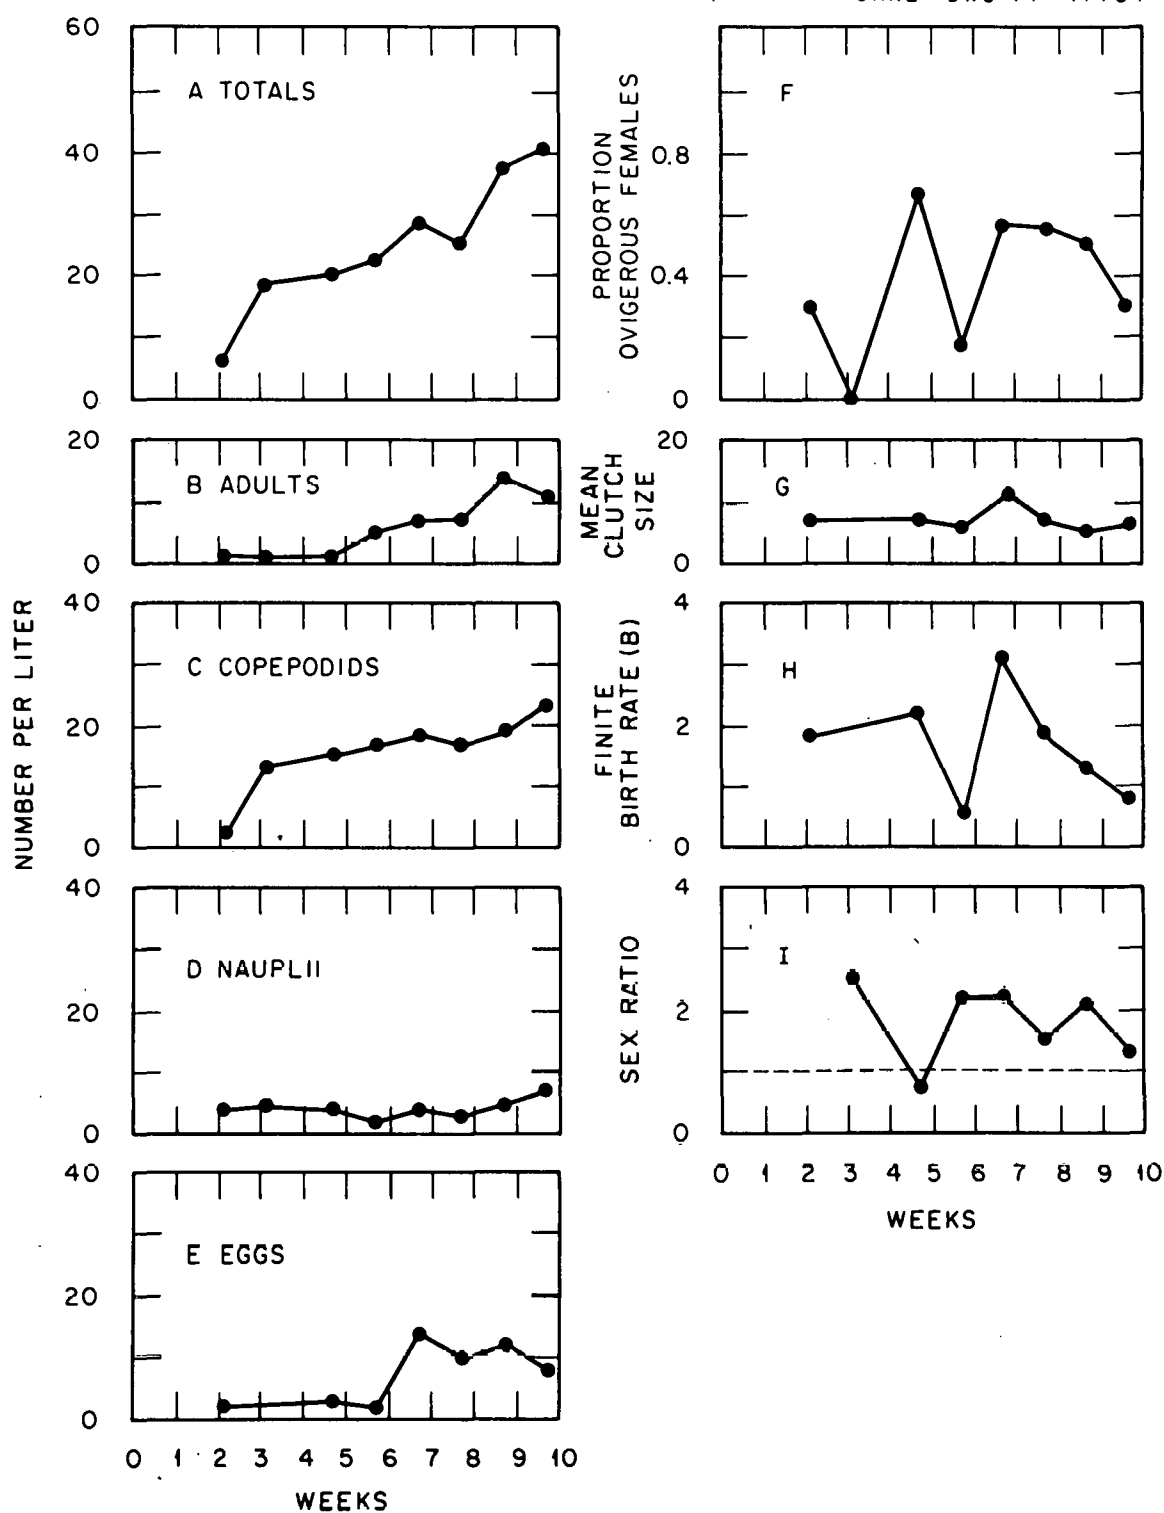 60
A TOTALS
40
20
0
20
B ADULTS
0
40
C COPEPODIDS
20
0
40
D NAUPLII
20
0
40
E EGGS
20
0
0 1 2 3 4 5 6 7 8 9 10
WEEKS
NUMBER PER LITER
F
PROPORTION
OVIGEROUS FEMALES
0.8
0.4
0
20
G
MEAN
CLUTCH
SIZE
0
4
H
FINITE
BIRTH RATE (B)
2
0
4
I
SEX RATIO
2
0
0 1 2 3 4 5 6 7 8 9 10
WEEKS